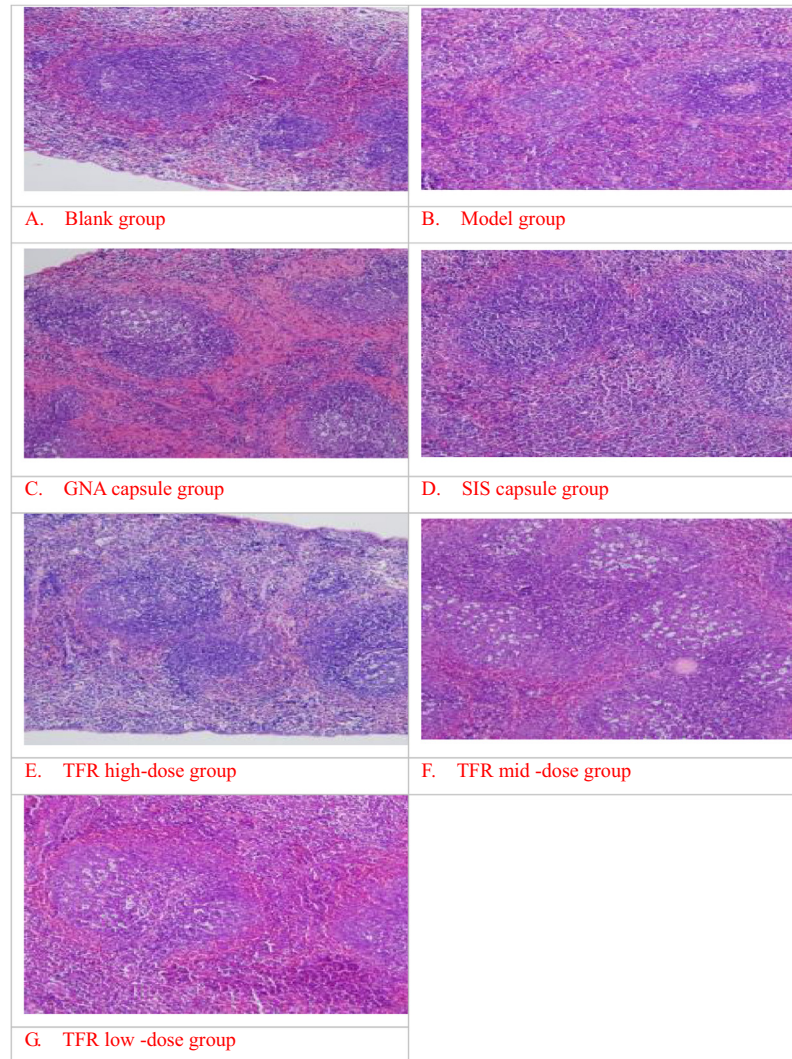 A. Blank group
B. Model group
C. GNA capsule group
D. SIS capsule group
E. TFR high-dose group
F. TFR mid -dose group
G. TFR low -dose group